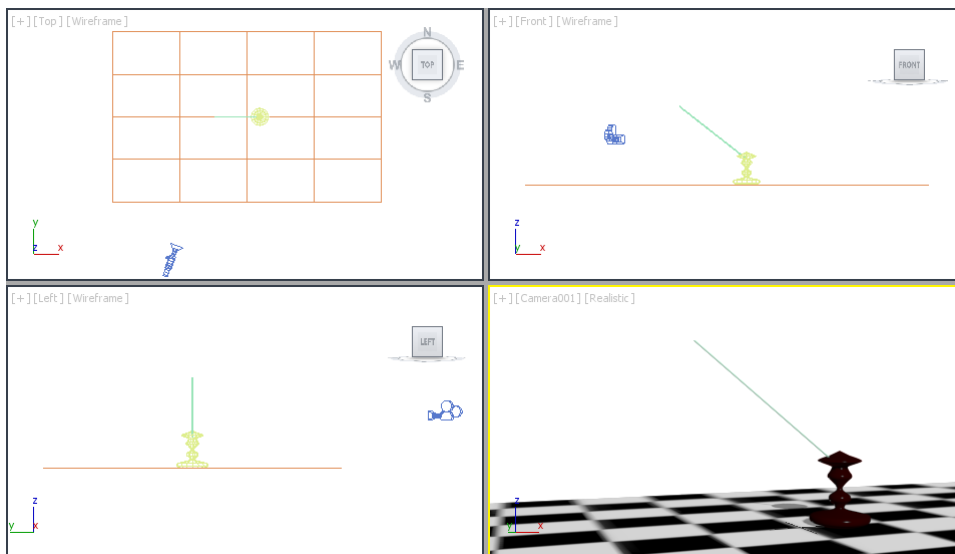 [+] [Top] [Wireframe]
N
W TOP E
S
y
z x
[+] [Front] [Wireframe]
FRONT
z
y x
[+] [Left] [Wireframe]
LEFT
z
y x
[+] [Camera001] [Realistic]
z
y x